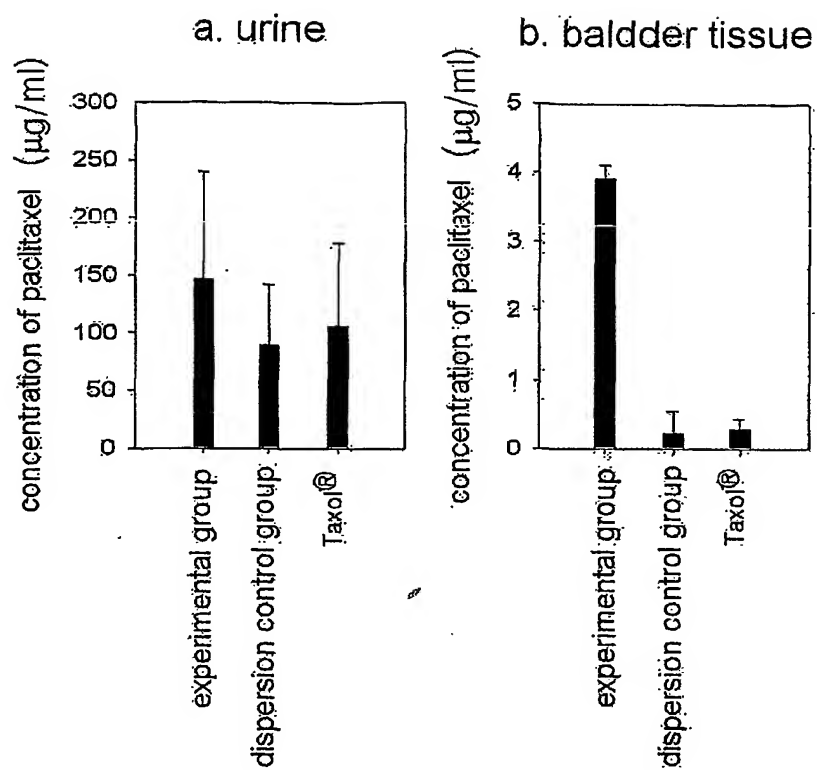 a. urine
concentration of paclitaxel (µg/ml)
300
250
200
150
100
50
0
experimental group
dispersion control group
Taxol®
b. baldder tissue
concentration of paclitaxel (µg/ml)
5
4
3
2
1
0
experimental group
dispersion control group
Taxol®